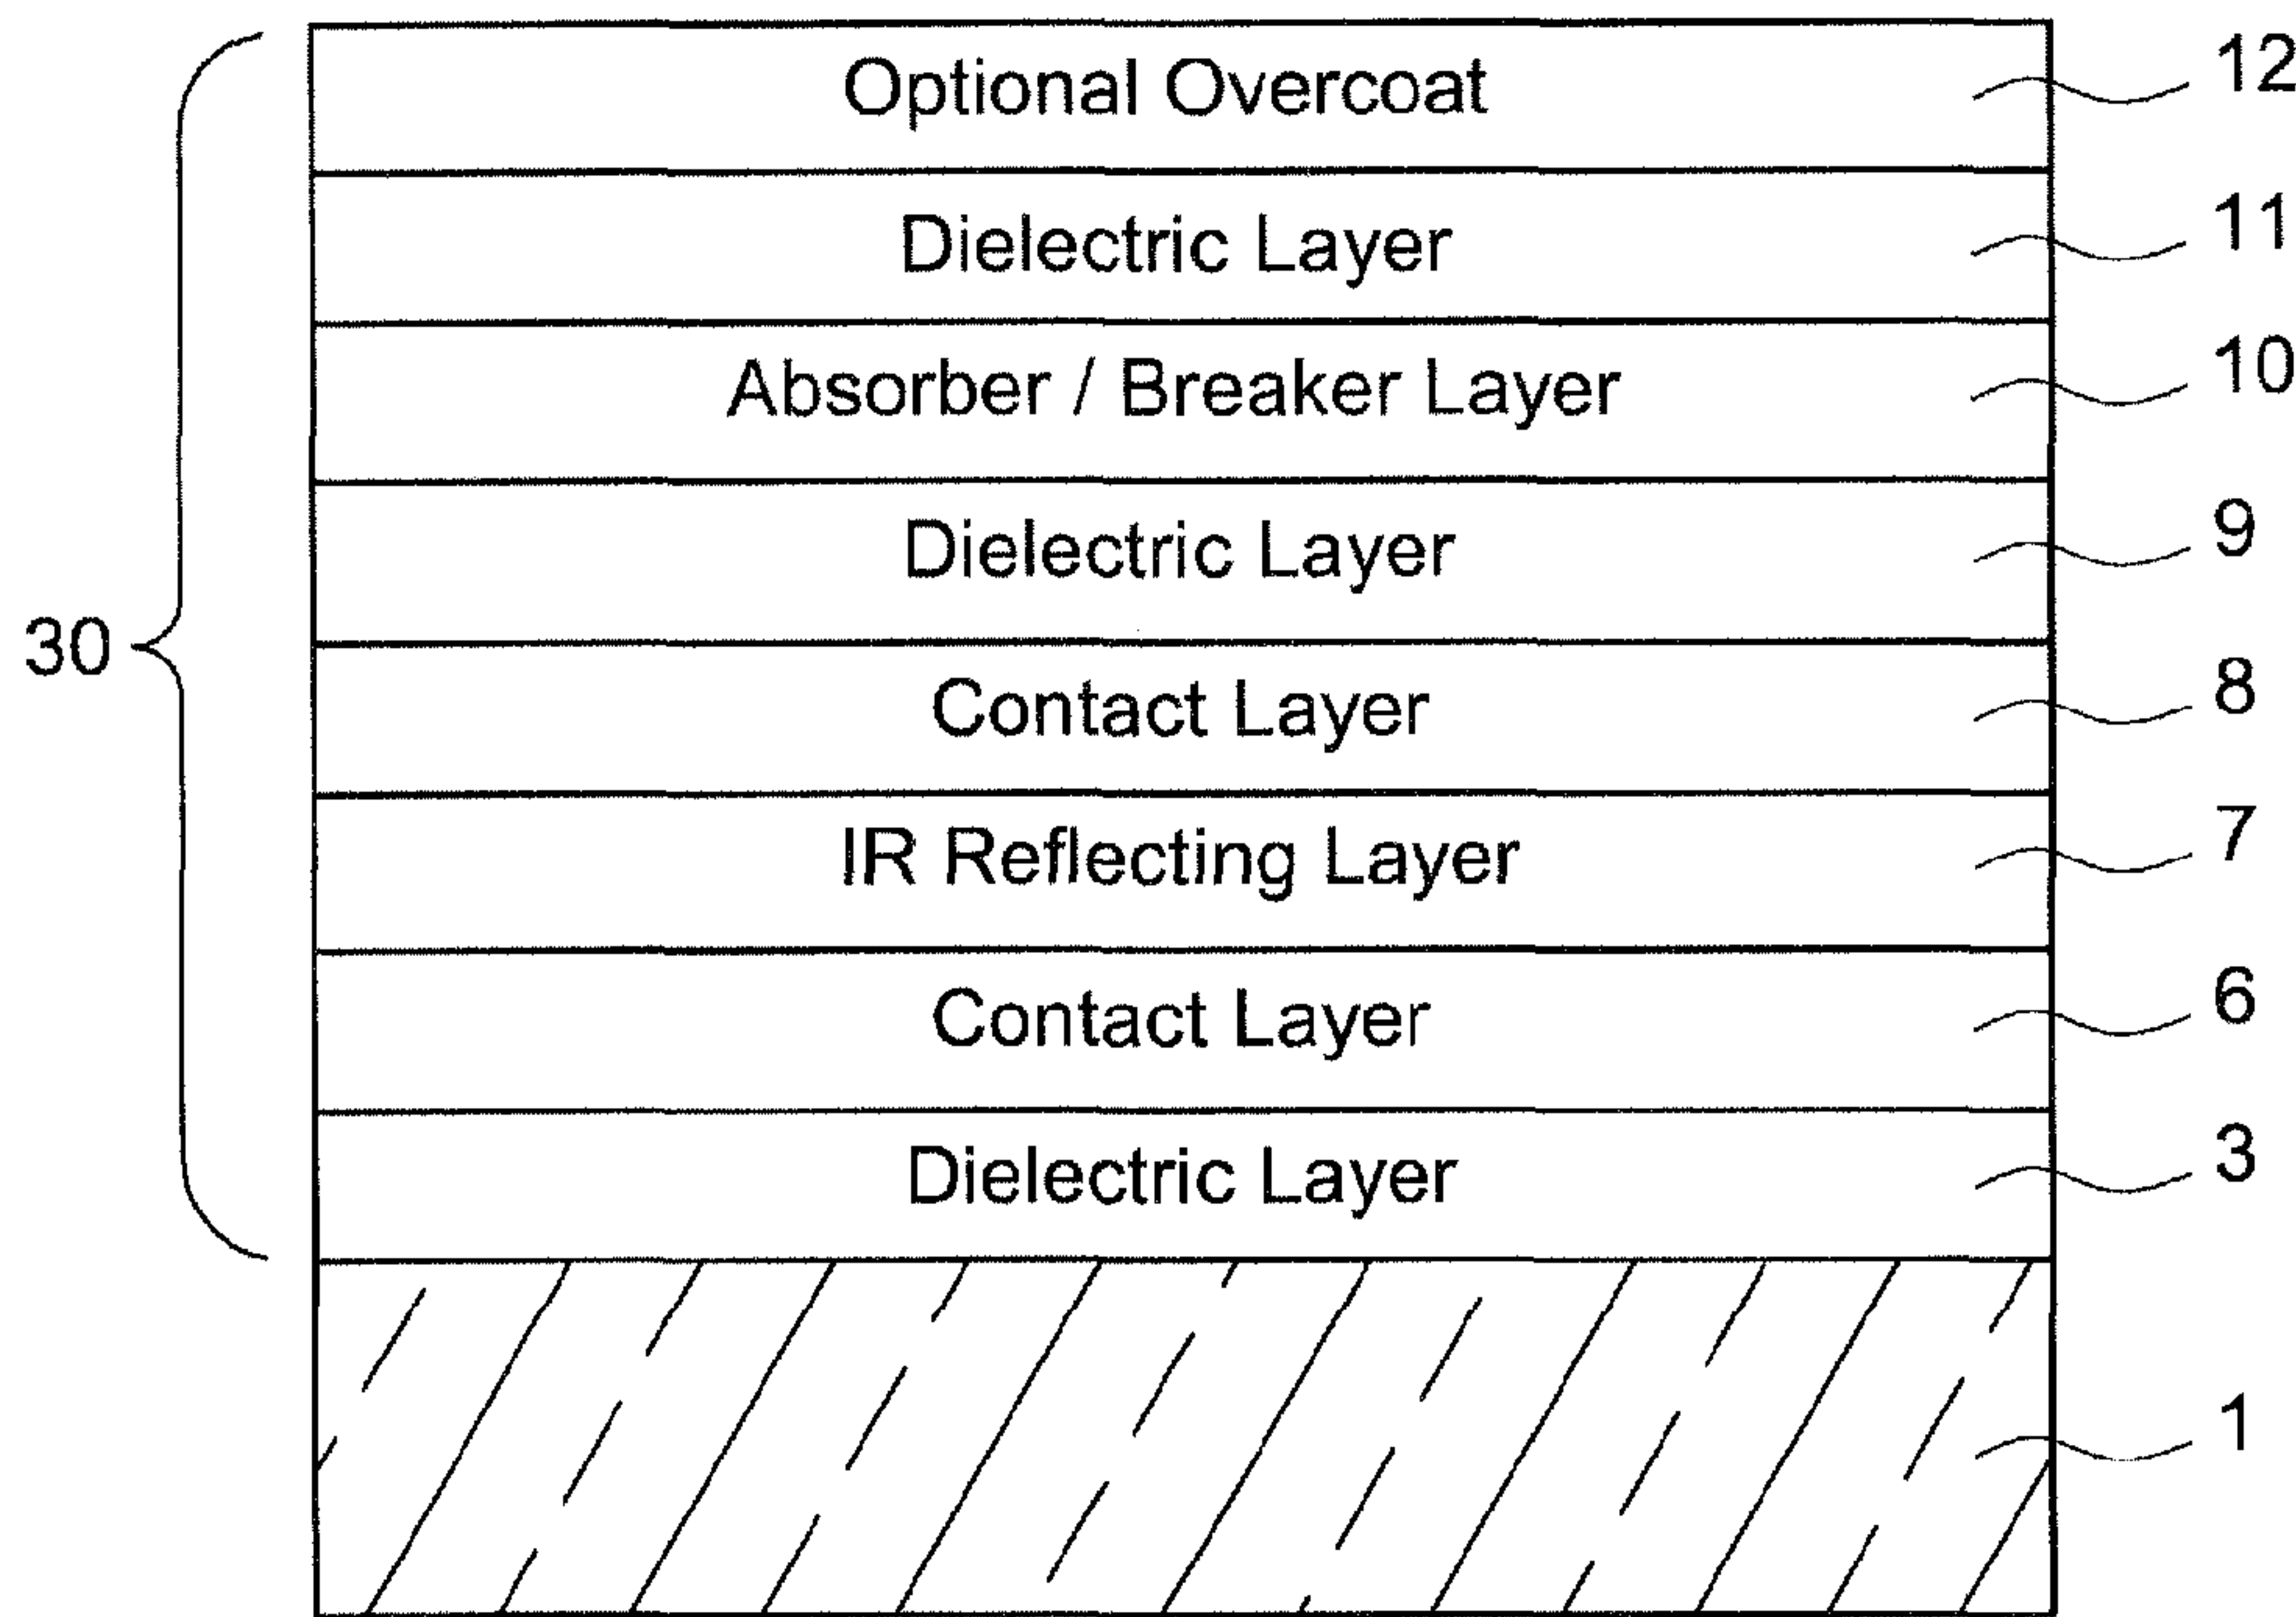 Optional Overcoat 12
Dielectric Layer 11
Absorber / Breaker Layer 10
Dielectric Layer 9
30
Contact Layer 8
IR Reflecting Layer 7
Contact Layer 6
Dielectric Layer 3
1